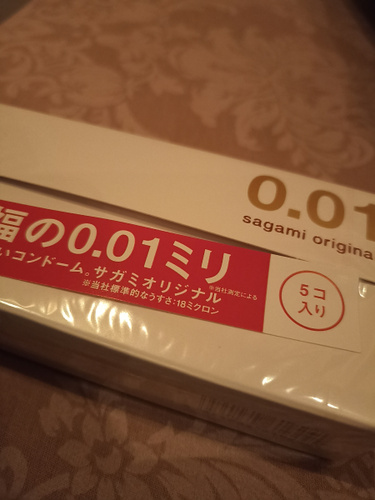 0.01
sagami origina
福の0.01ミリ
いコンドーム。サガミオリジナル
※当社測定による
※当社標準的なうすさ:18ミクロン
5コ
入り